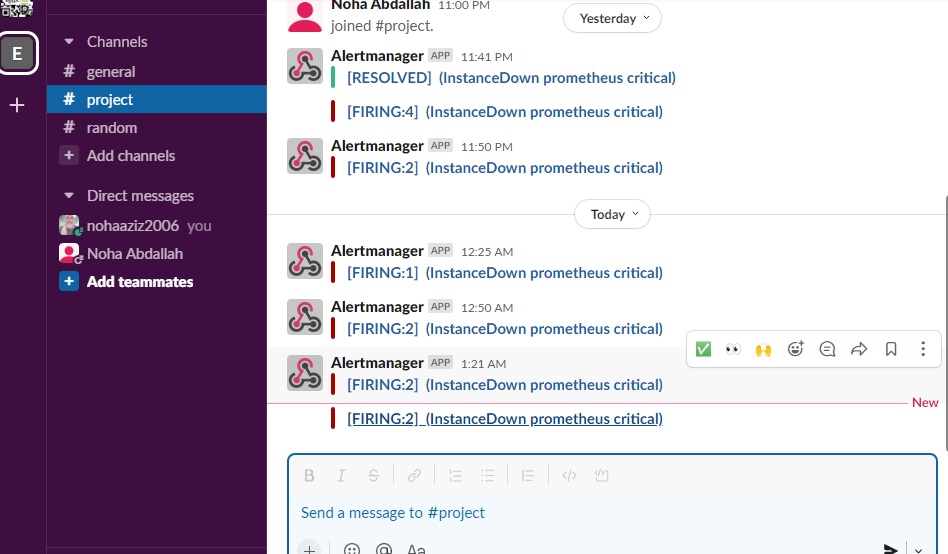 E
Channels
# general
# project
# random
+ Add channels
Direct messages
nohaaziz2006 you
Noha Abdallah
+ Add teammates
Noha Abdallah 11:00 PM
joined #project.
Yesterday
Alertmanager APP 11:41 PM
[RESOLVED] (InstanceDown prometheus critical)
[FIRING:4] (InstanceDown prometheus critical)
Alertmanager APP 11:50 PM
[FIRING:2] (InstanceDown prometheus critical)
Today
Alertmanager APP 12:25 AM
[FIRING:1] (InstanceDown prometheus critical)
Alertmanager APP 12:50 AM
[FIRING:2] (InstanceDown prometheus critical)
Alertmanager APP 1:21 AM
[FIRING:2] (InstanceDown prometheus critical)
New
[FIRING:2] (InstanceDown prometheus critical)
B I S
Send a message to #project
+ @ Aa